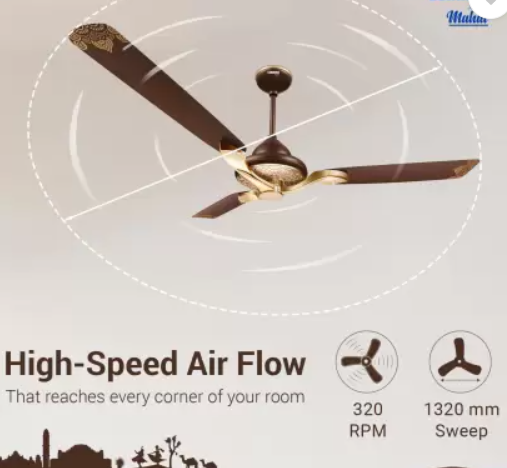 Mahal
High-Speed Air Flow
That reaches every corner of your room
320
RPM
1320 mm
Sweep